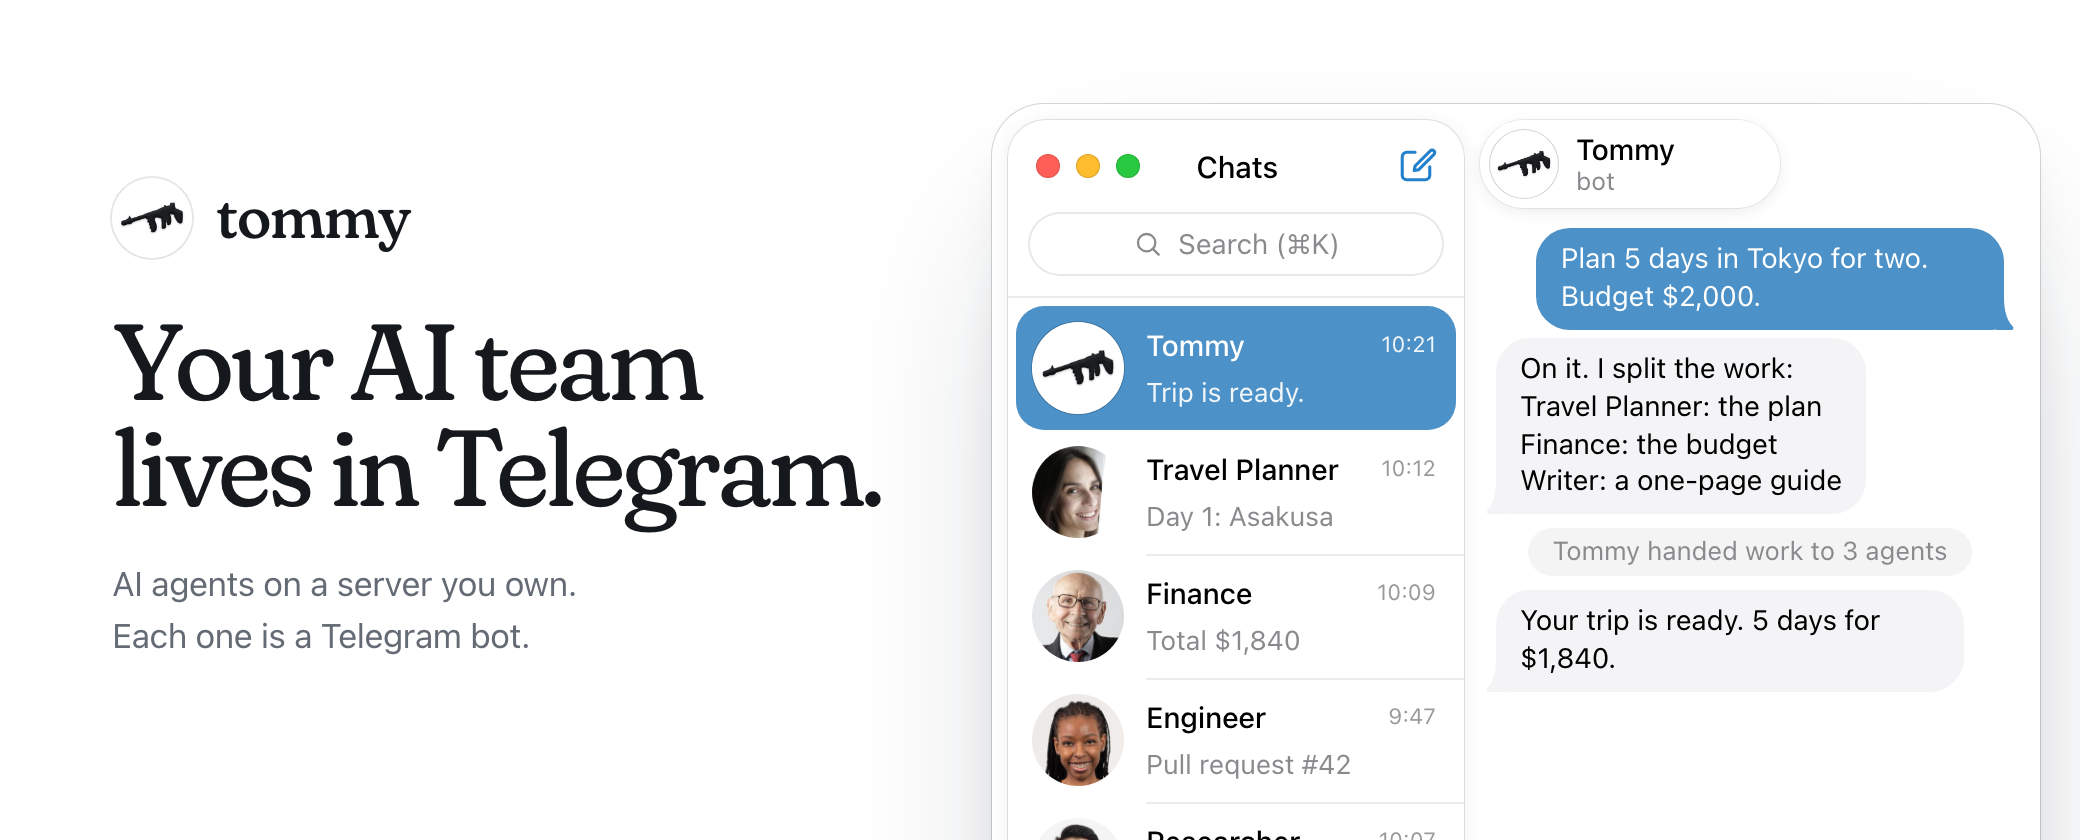 tommy
Your AI team
lives in Telegram.
AI agents on a server you own.
Each one is a Telegram bot.
Chats
Search (⌘K)
Tommy 10:21
Trip is ready.
Travel Planner 10:12
Day 1: Asakusa
Finance 10:09
Total $1,840
Engineer 9:47
Pull request #42
Researcher 10:07
Tommy
bot
Plan 5 days in Tokyo for two.
Budget $2,000.
On it. I split the work:
Travel Planner: the plan
Finance: the budget
Writer: a one-page guide
Tommy handed work to 3 agents
Your trip is ready. 5 days for
$1,840.